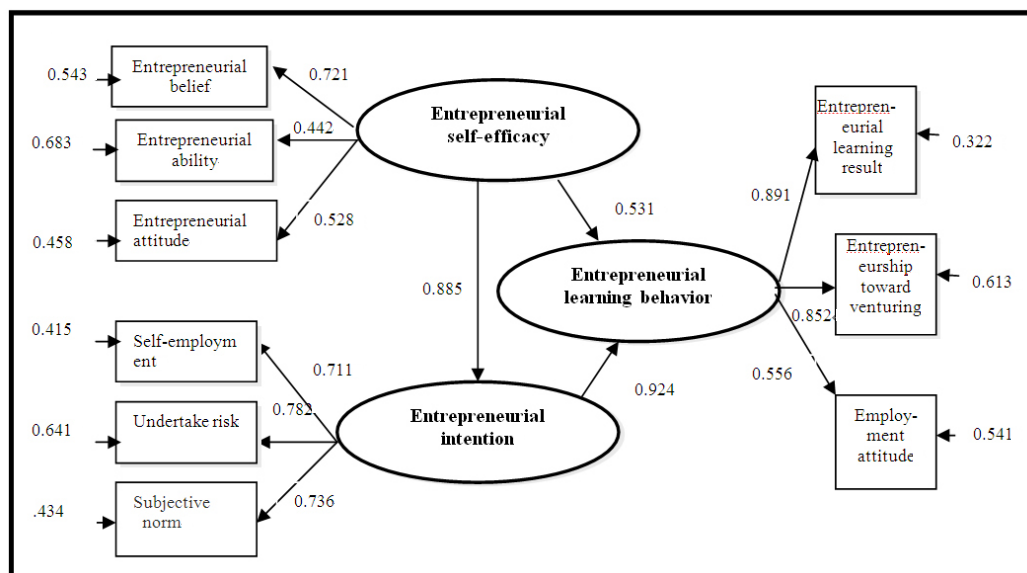 0.543
Entrepreneurial
belief
0.721
0.683
Entrepreneurial
ability
0.442
0.458
Entrepreneurial
attitude
0.528
Entrepreneurial
self-efficacy
0.531
0.885
Entrepreneurial
learning behavior
0.891
Entrepren-
eurial
learning
result
0.322
Entrepren-
eurship
toward
venturing
0.613
0.852
0.556
Employ-
ment
attitude
0.541
0.415
Self-employm
ent
0.711
0.641
Undertake risk
0.782
.434
Subjective
norm
0.736
Entrepreneurial
intention
0.924